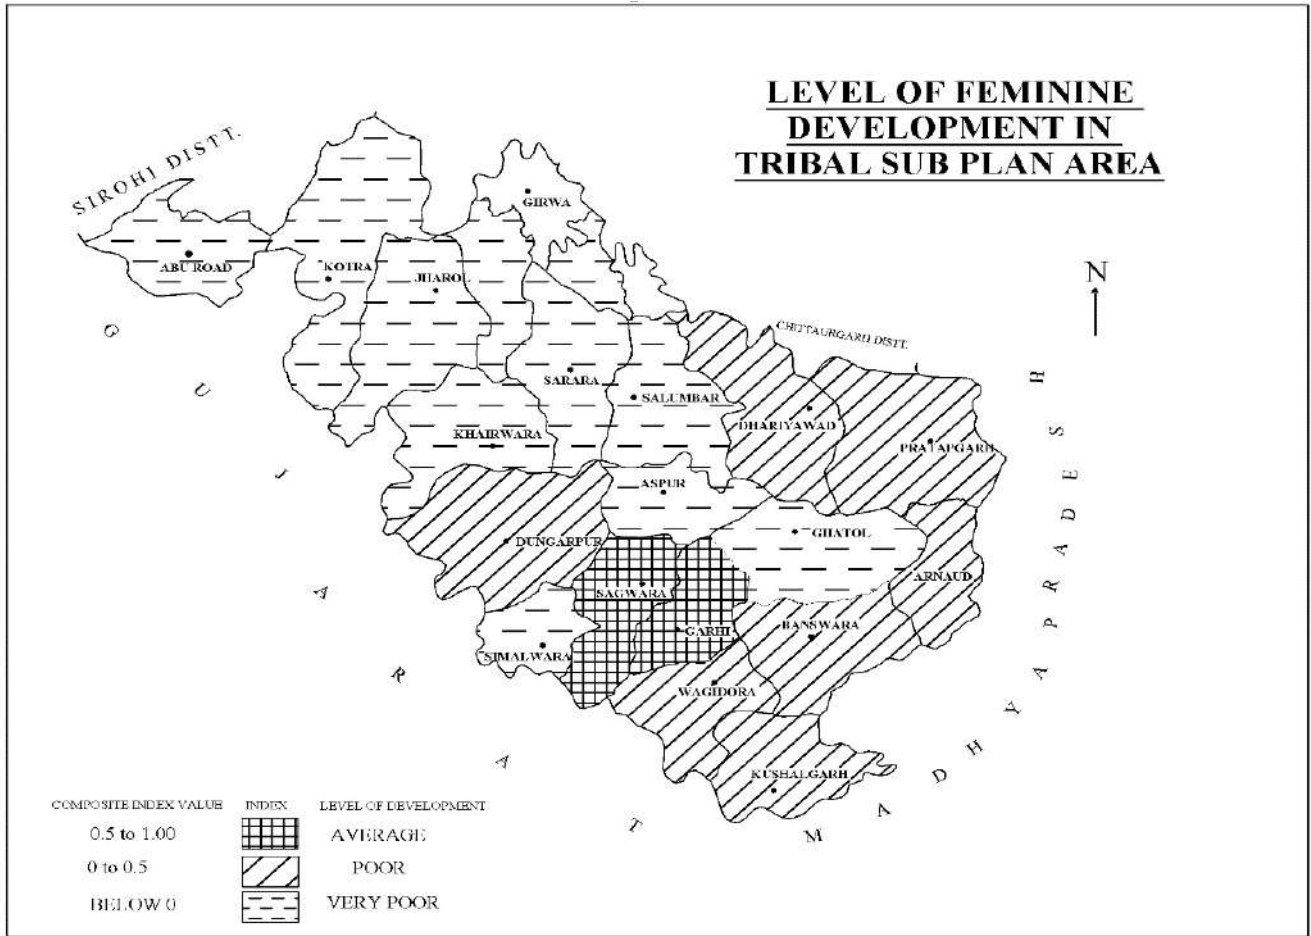 LEVEL OF FEMININE
DEVELOPMENT IN
TRIBAL SUB PLAN AREA
SIROHI DISTT.
GIRWA
ABU ROAD
KOTRA
JHAROL
N
CHITTAURGARH DISTT.
SARARA
SALUMBAR
DHARIYAWAD
KHAIRWARA
PRATAPGARH
ASPUR
GHATOL
DUNGARPUR
ARNAUD
SAGWARA
GARHI
BANSWARA
SIMALWARA
WAGIDORA
KUSHALGARH
GUJARAT
MADHYAPRADESH
COMPOSITE INDEX VALUE INDEX LEVEL OF DEVELOPMENT
0.5 to 1.00 AVERAGE
0 to 0.5 POOR
BELOW 0 VERY POOR